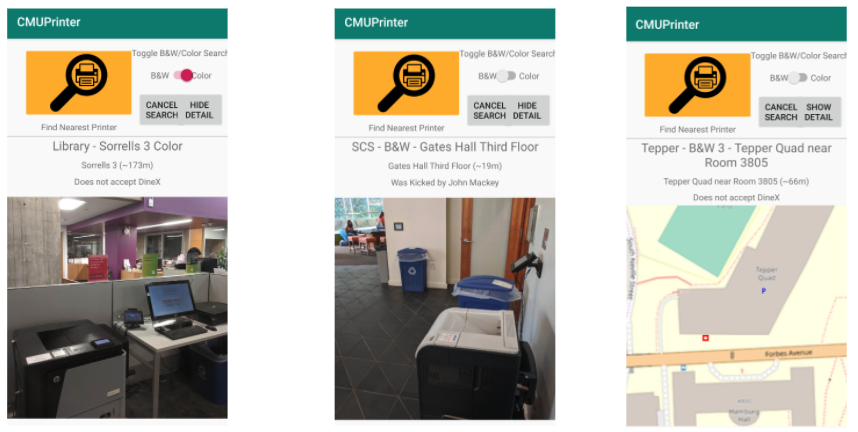 CMUPrinter
Toggle B&W/Color Search
B&W Color
CANCEL SEARCH HIDE DETAIL
Find Nearest Printer
Library - Sorrells 3 Color
Sorrells 3 (~173m)
Does not accept DineX
CMUPrinter
Toggle B&W/Color Search
B&W Color
CANCEL SEARCH HIDE DETAIL
Find Nearest Printer
SCS - B&W - Gates Hall Third Floor
Gates Hall Third Floor (~19m)
Was Kicked by John Mackey
CMUPrinter
Toggle B&W/Color Search
B&W Color
CANCEL SEARCH SHOW DETAIL
Find Nearest Printer
Tepper - B&W 3 - Tepper Quad near
Room 3805
Tepper Quad near Room 3805 (~66m)
Does not accept DineX
Tepper
Quad
P
Forbes Avenue
Hamburg
Hall